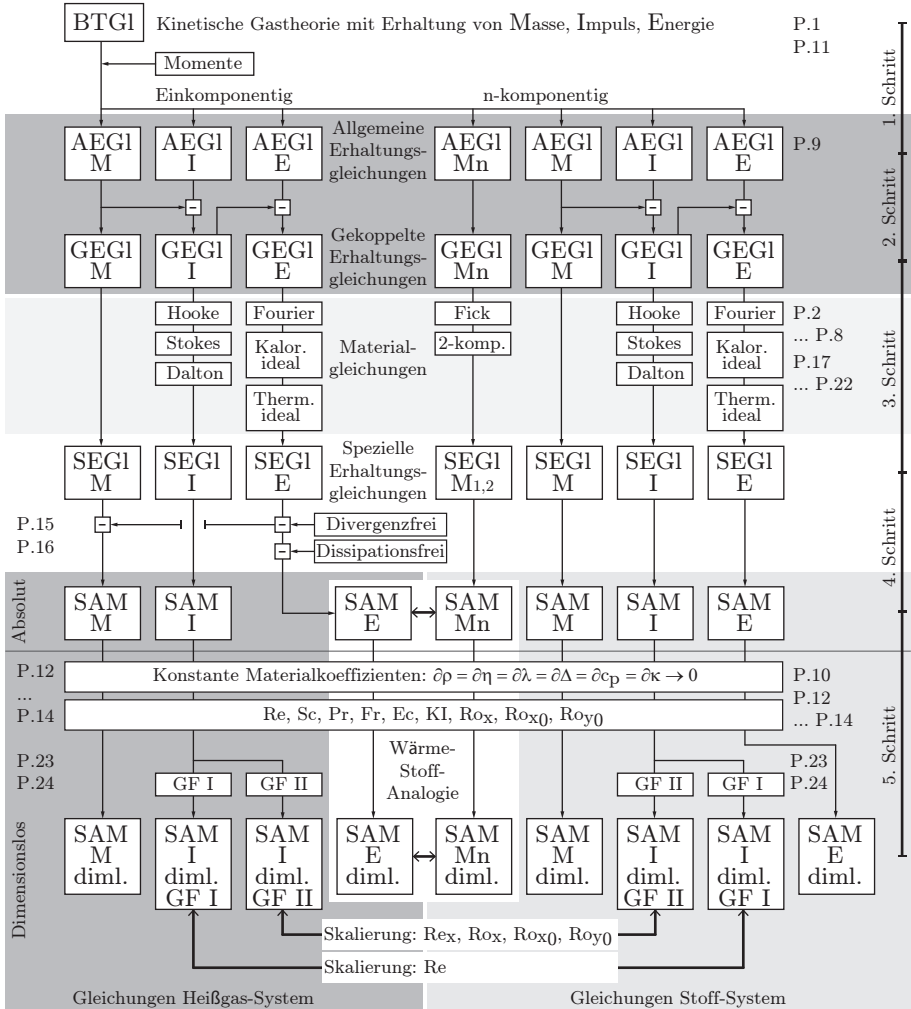 BTGl Kinetische Gastheorie mit Erhaltung von Masse, Impuls, Energie P.1
P.11
Momente
Einkomponentig n-komponentig
1. Schritt
AEGl AEGl AEGl Allgemeine AEGl AEGl AEGl AEGl
M I E Erhaltungs- Mn M I E P.9
gleichungen
- - - -
2. Schritt
GEGl GEGl GEGl Gekoppelte GEGl GEGl GEGl GEGl
M I E Erhaltungs- Mn M I E
gleichungen
Hooke Fourier Fick Hooke Fourier P.2
Stokes Kalor. Material- 2-komp. Stokes Kalor. ... P.8
ideal gleichungen ideal P.17
Dalton Dalton ... P.22
Therm. Therm.
ideal ideal
3. Schritt
SEGl SEGl SEGl Spezielle SEGl SEGl SEGl SEGl
M I E Erhaltungs- M1,2 M I E
gleichungen
P.15 - - Divergenzfrei
P.16 - Dissipationsfrei
4. Schritt
Absolut
SAM SAM SAM SAM SAM SAM SAM
M I E Mn M I E
P.12 Konstante Materialkoeffizienten: ∂ρ = ∂η = ∂λ = ∂Δ = ∂cp = ∂κ → 0 P.10
... P.12
P.14 Re, Sc, Pr, Fr, Ec, KI, Rox, Rox0, Roy0 ... P.14
Wärme-
Stoff-
Analogie
P.23 P.23
P.24 GF I GF II GF II GF I P.24
5. Schritt
Dimensionslos
SAM SAM SAM SAM SAM SAM SAM SAM SAM
M I I E Mn M I I E
diml. diml. diml. diml. diml. diml. diml. diml. diml.
GF I GF II GF II GF I
Skalierung: Rex, Rox, Rox0, Roy0
Skalierung: Re
Gleichungen Heißgas-System Gleichungen Stoff-System